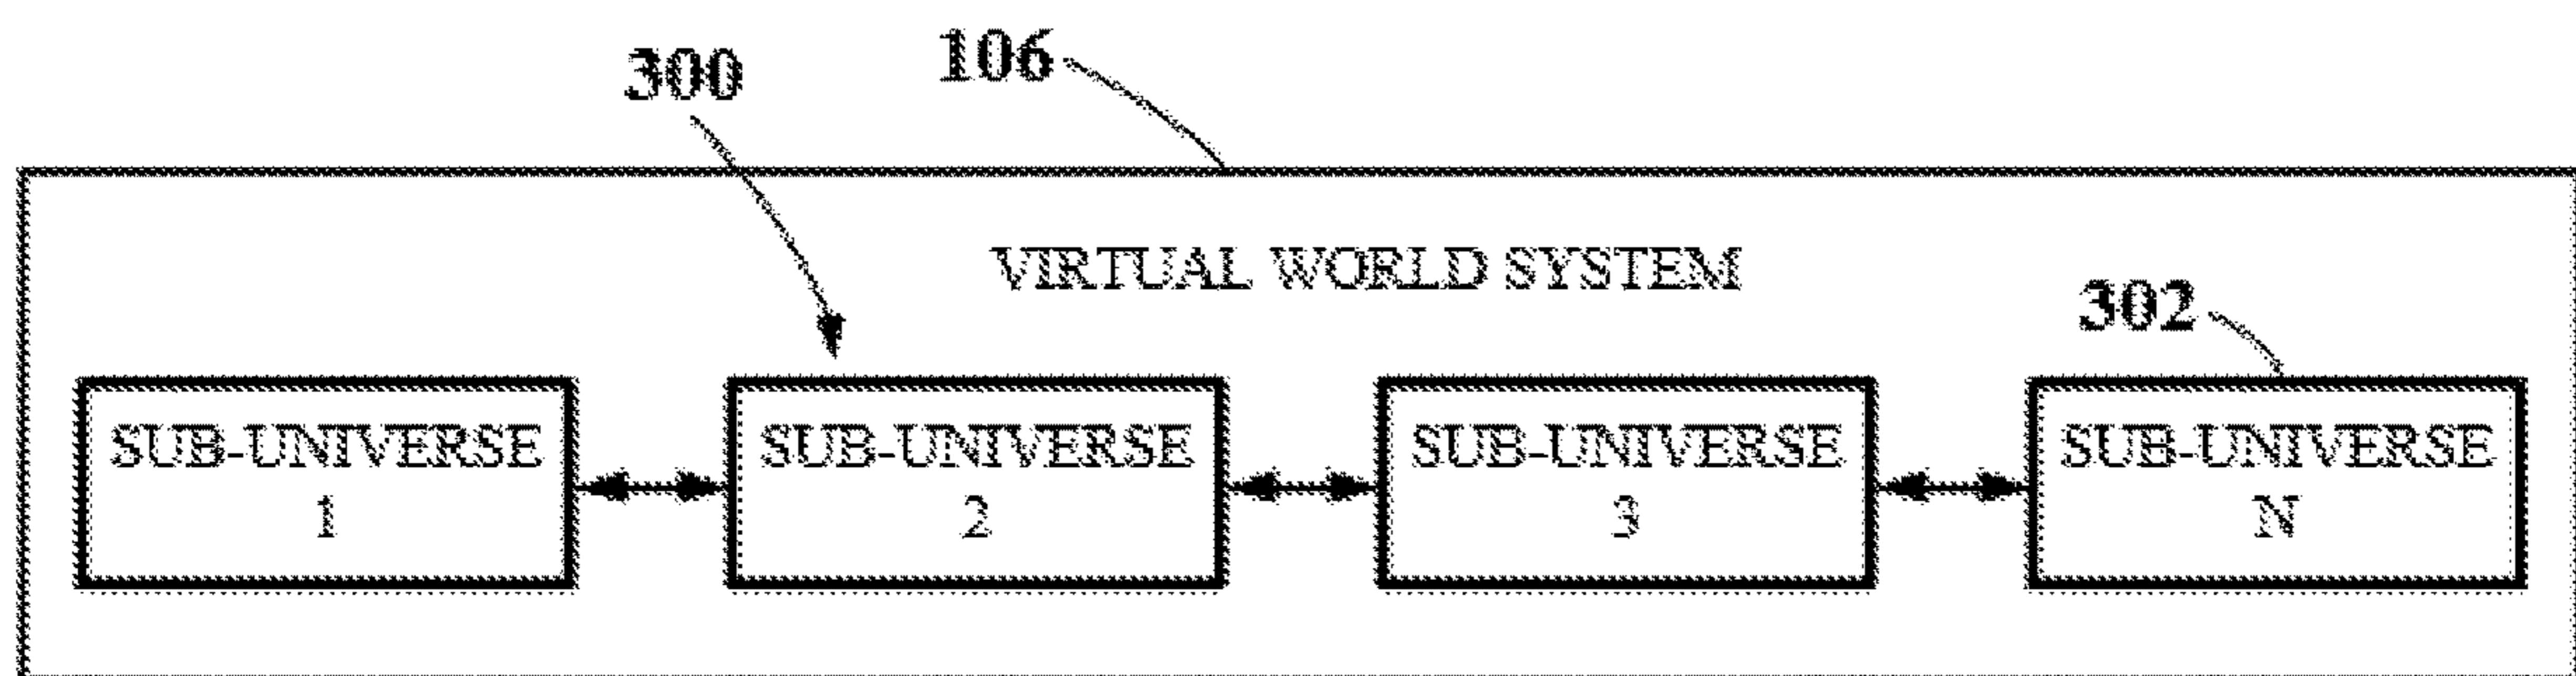 300
106
VIRTUAL WORLD SYSTEM
302
SUB-UNIVERSE
1
SUB-UNIVERSE
2
SUB-UNIVERSE
3
SUB-UNIVERSE
N